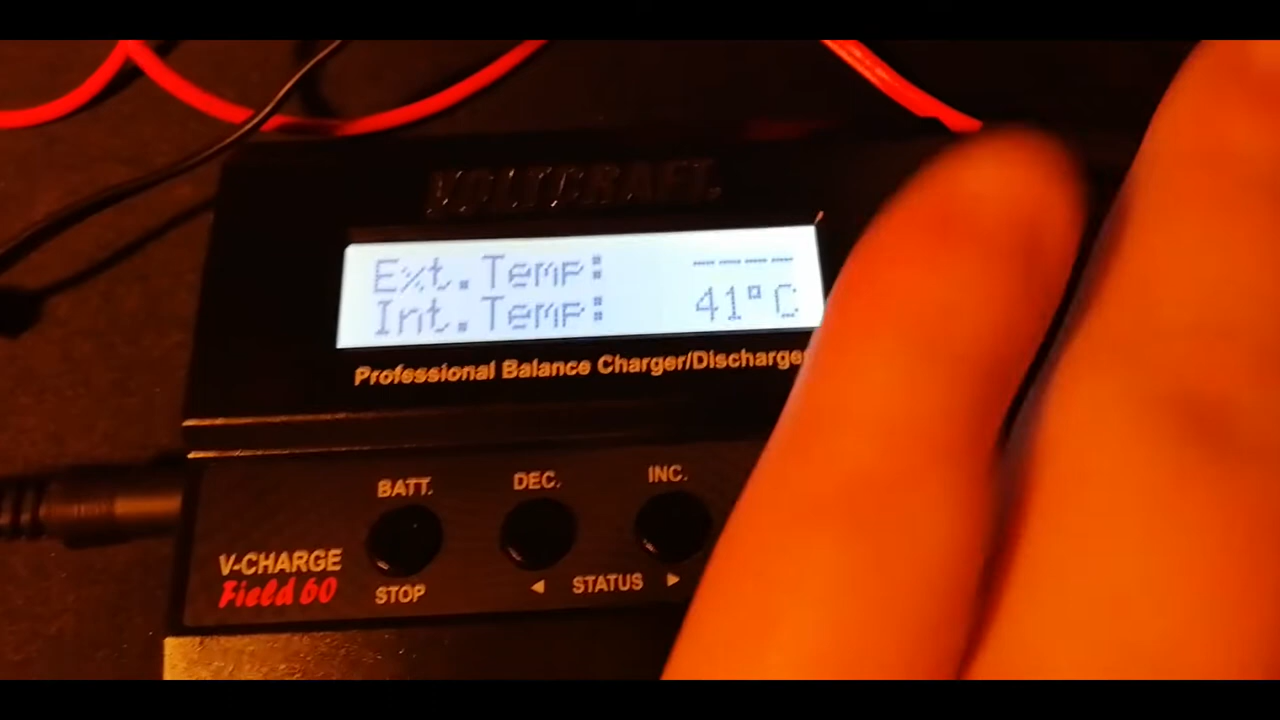 VOLTCRAFT
Ext.Temp: ----
Int.Temp: 41°C
Professional Balance Charger/Discharger
BATT. DEC. INC.
V-CHARGE
Field 60
STOP ◄ STATUS ►